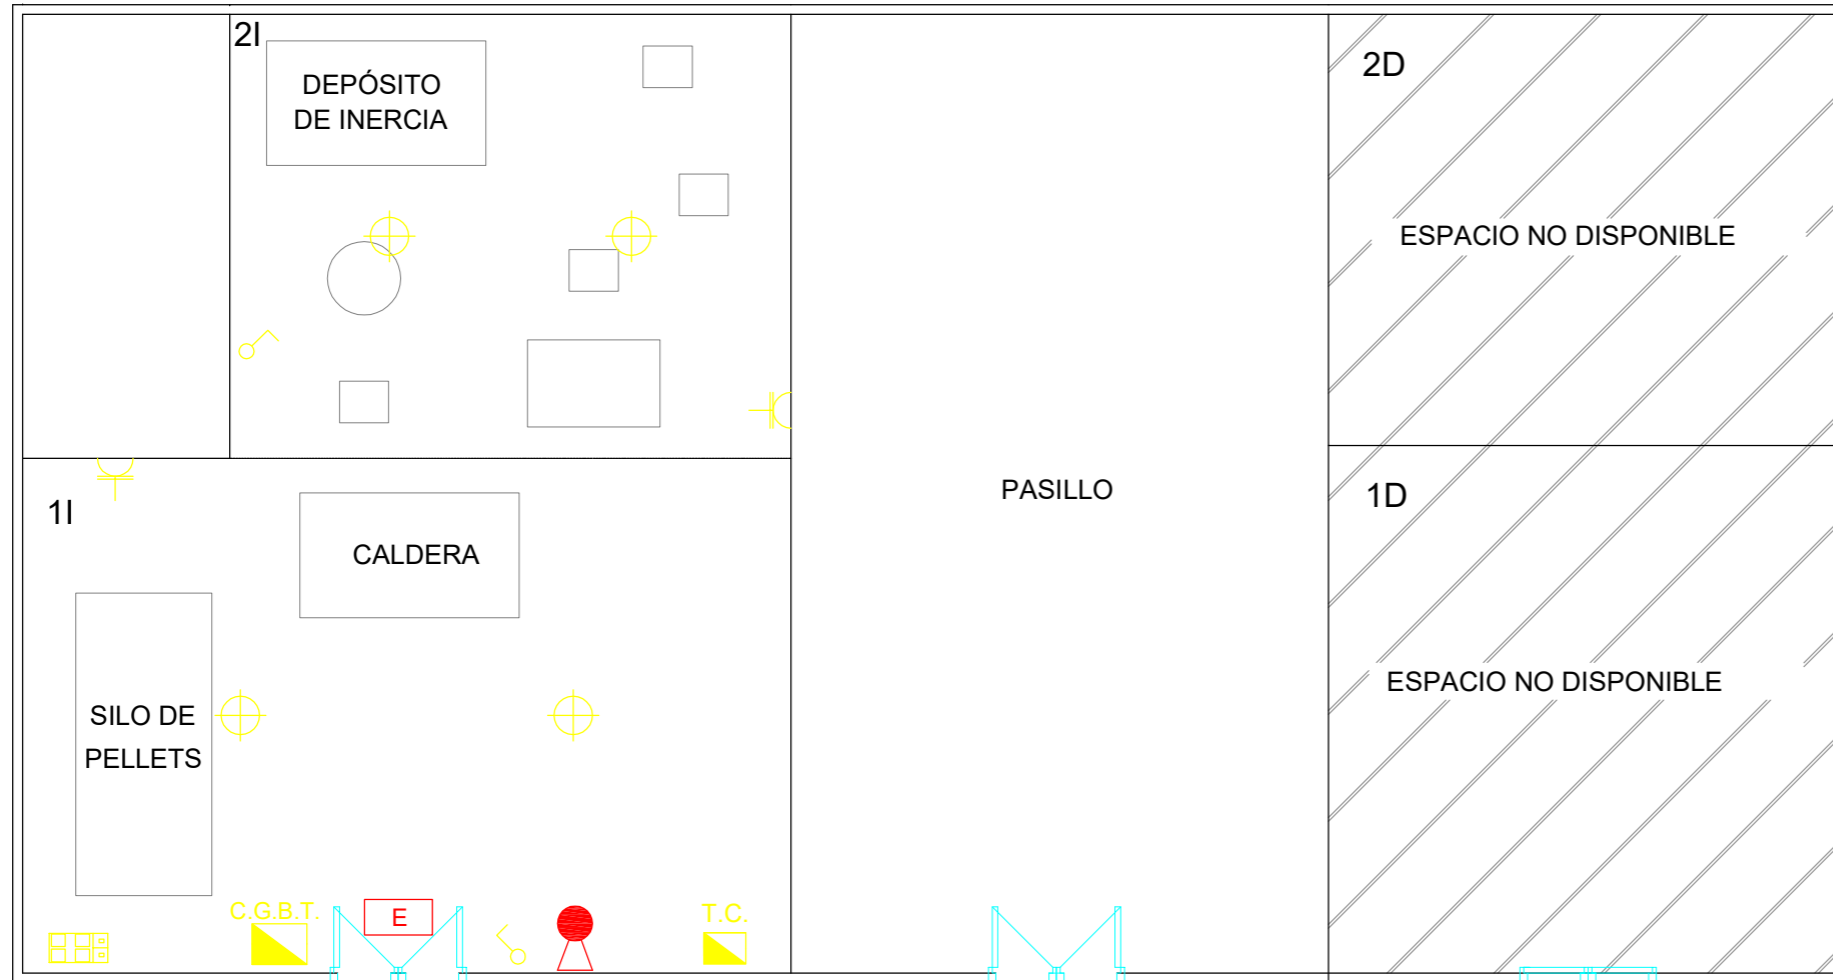 2I
DEPÓSITO
DE INERCIA
2D
ESPACIO NO DISPONIBLE
1I
CALDERA
PASILLO
1D
SILO DE
PELLETS
ESPACIO NO DISPONIBLE
C.G.B.T.
E
T.C.